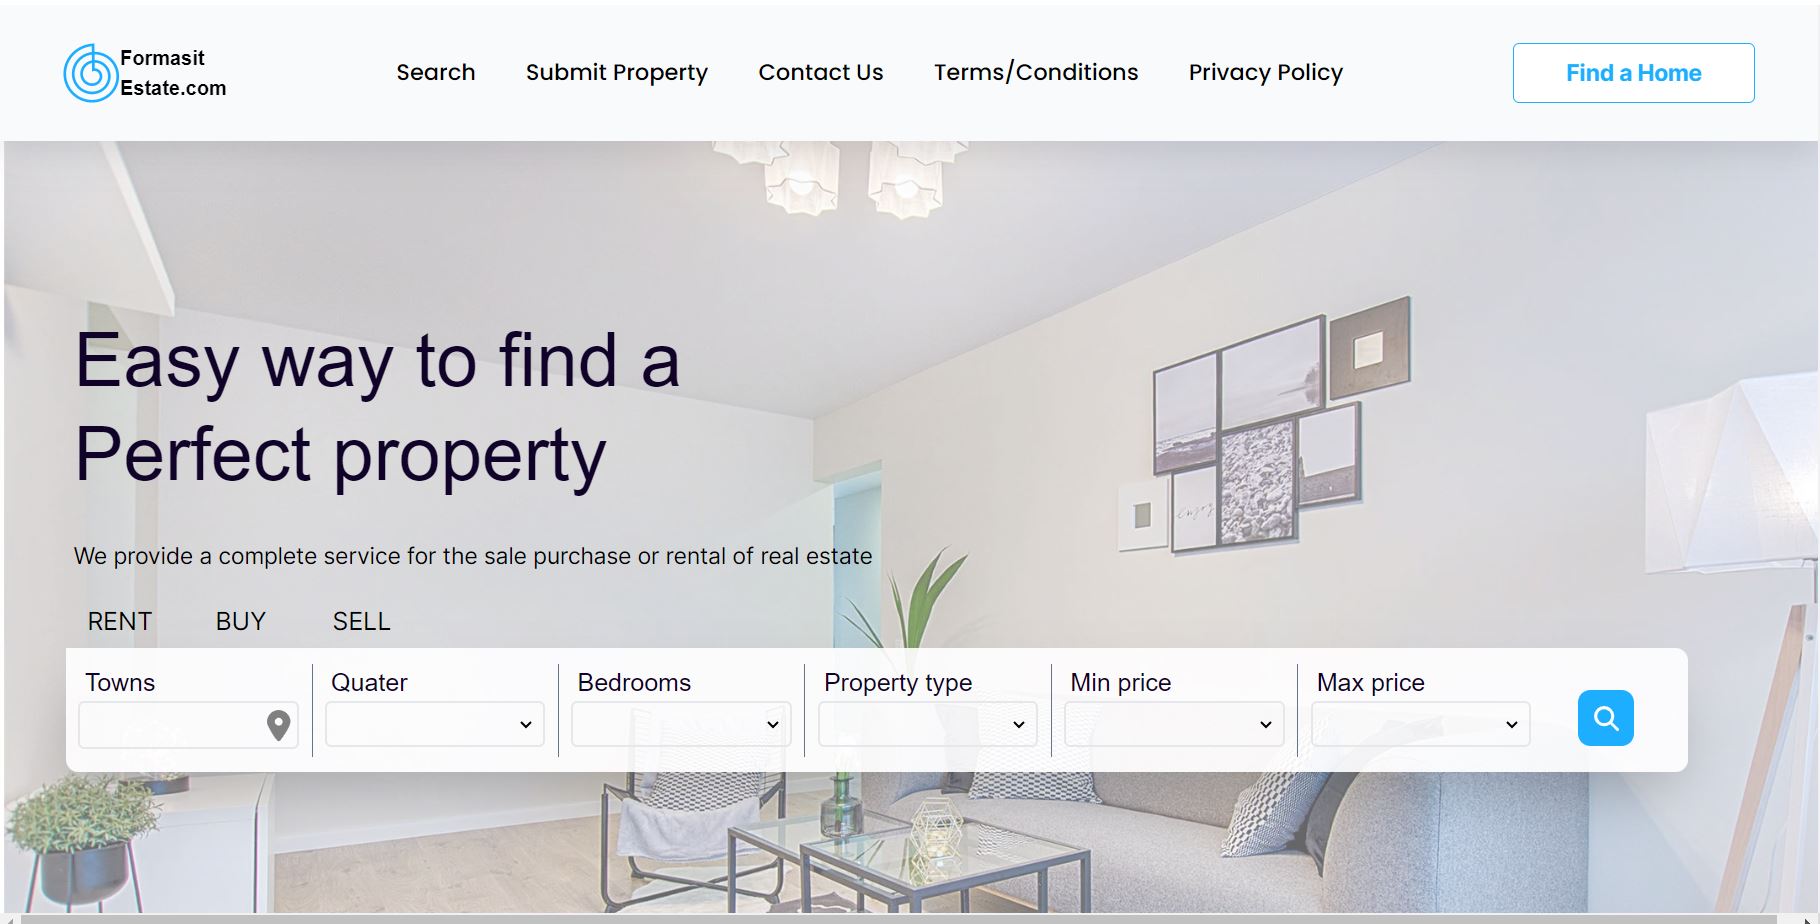 Formasit
Estate.com
Search
Submit Property
Contact Us
Terms/Conditions
Privacy Policy
Find a Home
Easy way to find a
Perfect property
enjoy
We provide a complete service for the sale purchase or rental of real estate
RENT
BUY
SELL
Towns
Quater
Bedrooms
Property type
Min price
Max price